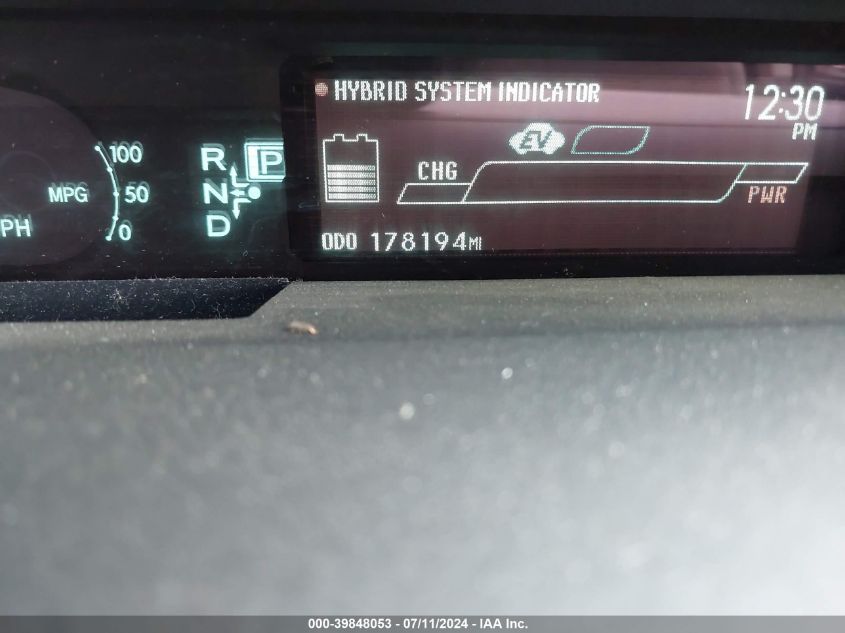 HYBRID SYSTEM INDICATOR
12:30
PM
EV
100
MPG 50
0
PH
R
P
N
D
CHG
PWR
ODO 178194MI
000-39848053 - 07/11/2024 - IAA Inc.